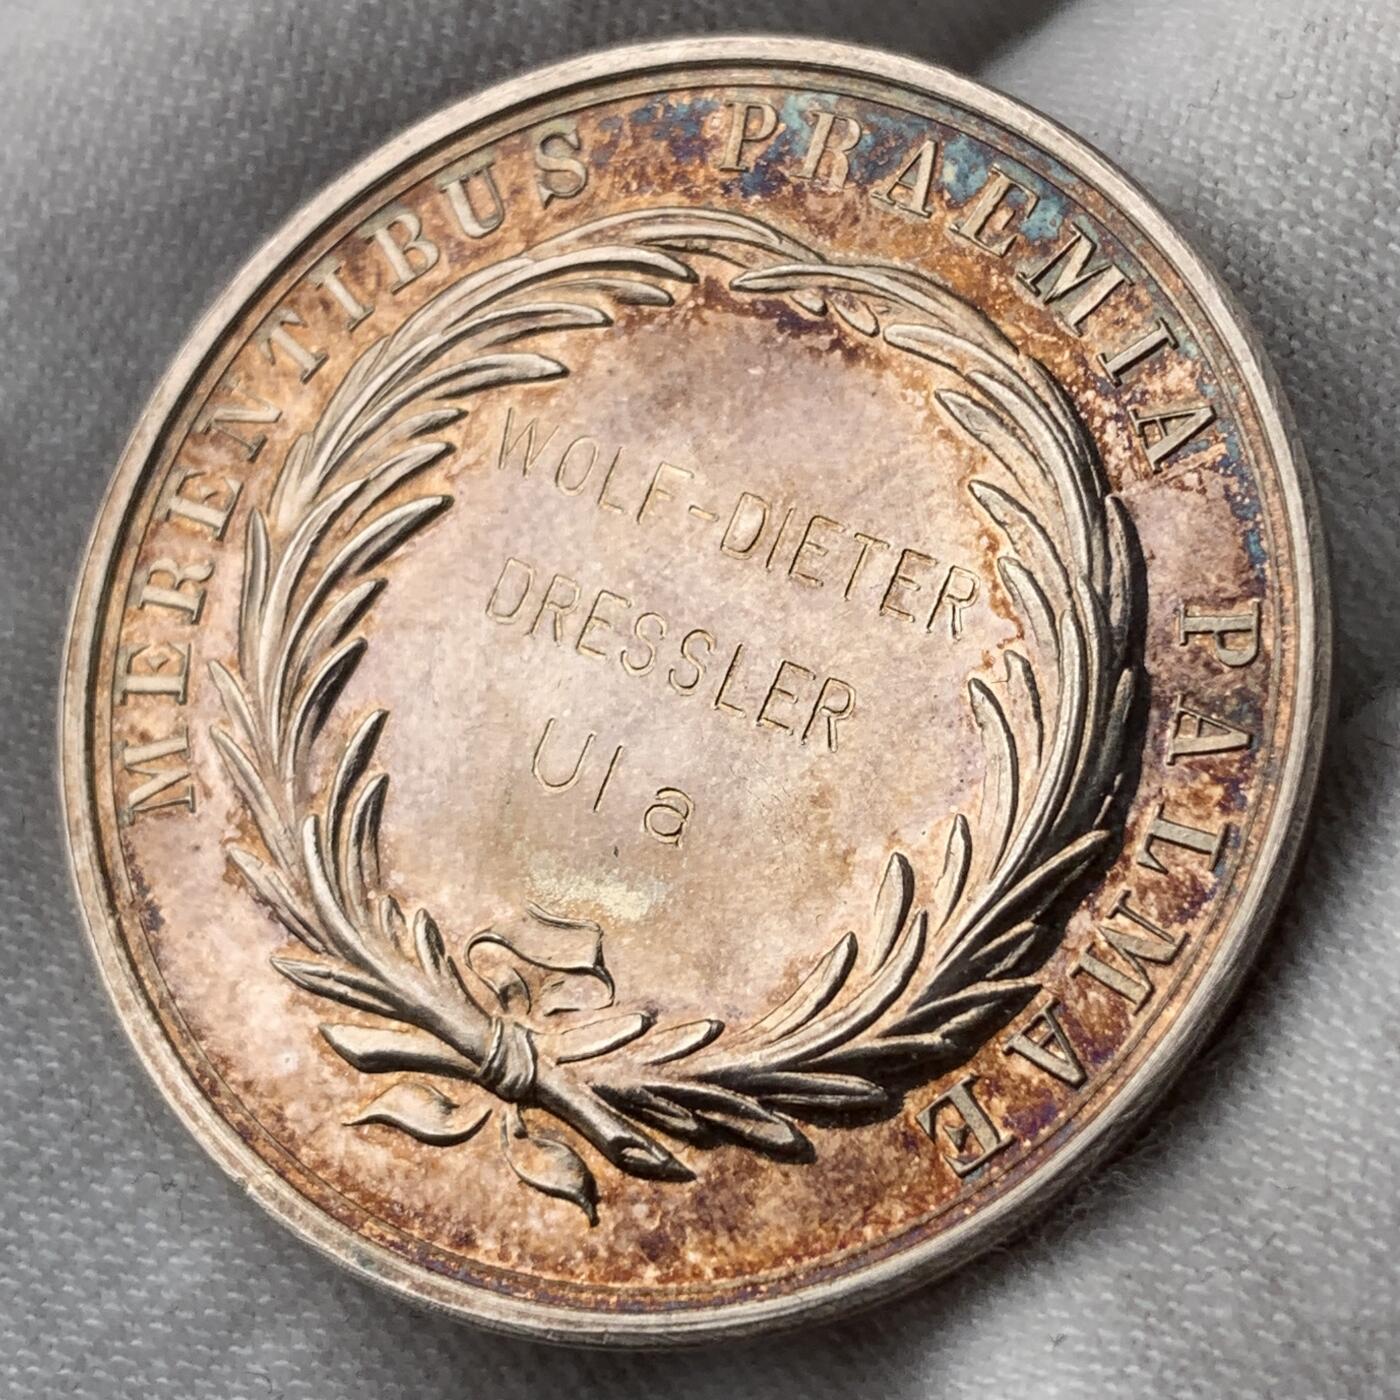 MERENTIBUS PRAEMIA PALMAE
WOLF-DIETER
DRESSLER
UI a